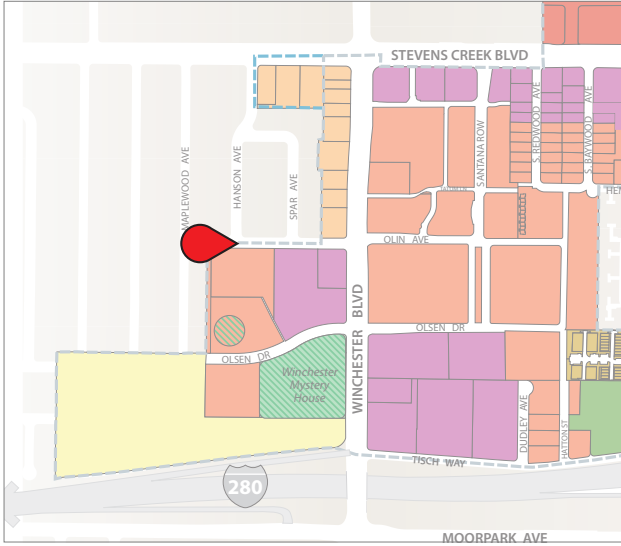 STEVENS CREEK BLVD
MAPLEWOOD AVE
HANSON AVE
SPAR AVE
SANTANA ROW
S. REDWOOD AVE
S. BAYWOOD AVE
HEN
OLIN AVE
WINCHESTER BLVD
OLSEN DR
OLSEN DR
Winchester
Mystery
House
DUDLEY AVE
HATTON ST
TISCH WAY
280
MOORPARK AVE